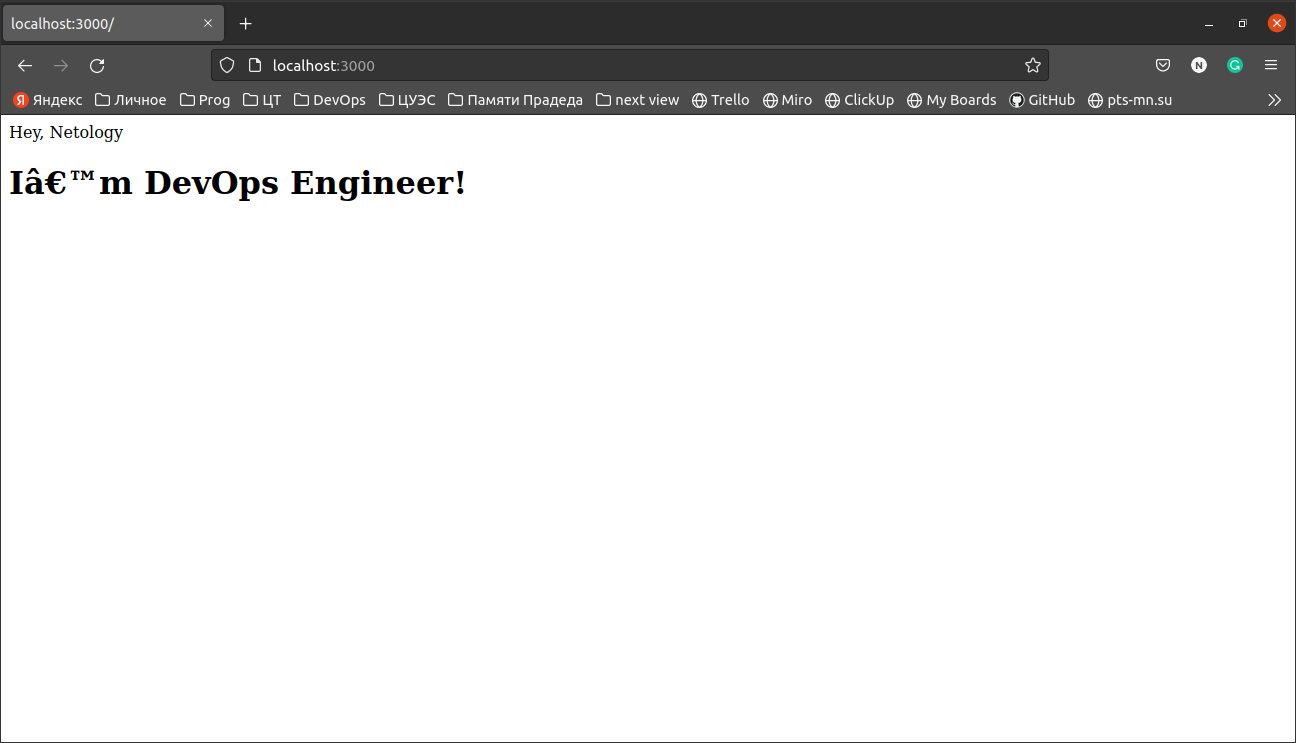 localhost:3000/
localhost:3000
Яндекс Личное Prog ЦТ DevOps ЦУЭС Памяти Прадеда next view Trello Miro ClickUp My Boards GitHub pts-mn.su
Hey, Netology
Iâ€™m DevOps Engineer!